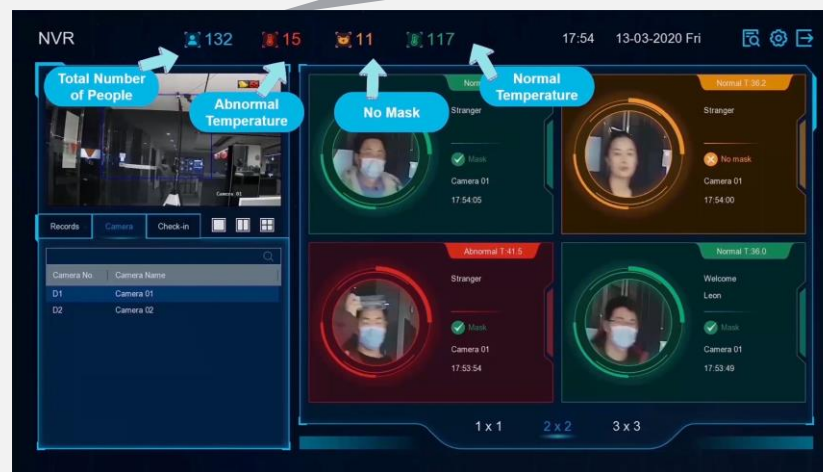 NVR
132
15
11
117
17:54
13-03-2020 Fri
Total Number
of People
Abnormal
Temperature
No Mask
Normal
Temperature
Camera 01
Records
Camera
Check-in
Camera No.
Camera Name
D1
Camera 01
D2
Camera 02
Stranger
Mask
Camera 01
17:54:05
Normal T:36.2
Stranger
No mask
Camera 01
17:54:00
Abnormal T:41.5
Stranger
Mask
Camera 01
17:53:54
Normal T:36.0
Welcome
Leon
Mask
Camera 01
17:53:49
1 x 1
2 x 2
3 x 3